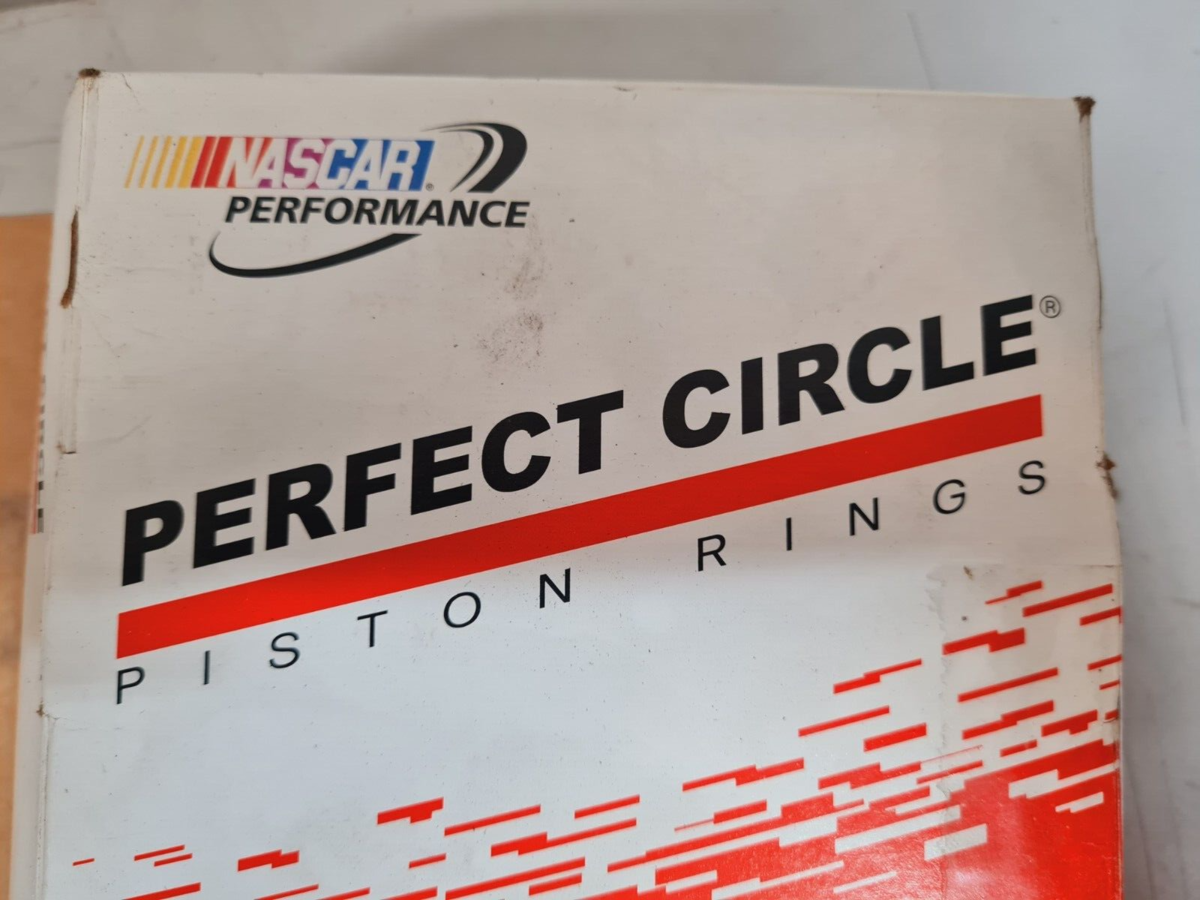 NASCAR®
PERFORMANCE
PERFECT CIRCLE®
PISTON RINGS